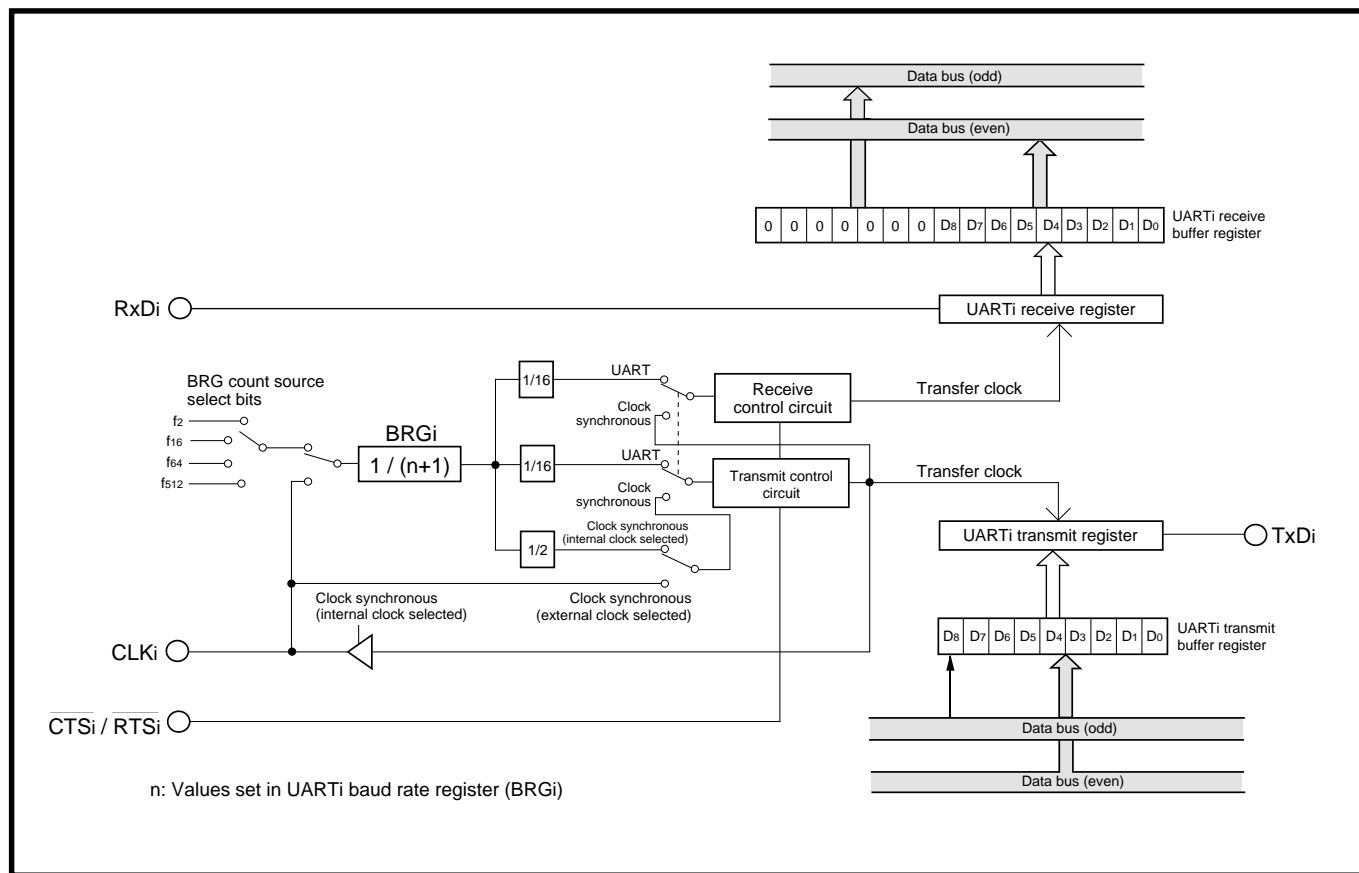 Data bus (odd)
Data bus (even)
0 0 0 0 0 0 0 D8 D7 D6 D5 D4 D3 D2 D1 D0
UARTi receive
buffer register
RxDi
UARTi receive register
BRG count source
select bits
f2
f16
f64
f512
BRGi
1 / (n+1)
1/16
UART
Clock
synchronous
Receive
control circuit
Transfer clock
1/16
UART
Clock
synchronous
Transmit control
circuit
Transfer clock
1/2
Clock synchronous
(internal clock selected)
Clock synchronous
(internal clock selected)
Clock synchronous
(external clock selected)
UARTi transmit register
TxDi
CLKi
D8 D7 D6 D5 D4 D3 D2 D1 D0
UARTi transmit
buffer register
CTSi / RTSi
Data bus (odd)
Data bus (even)
n: Values set in UARTi baud rate register (BRGi)